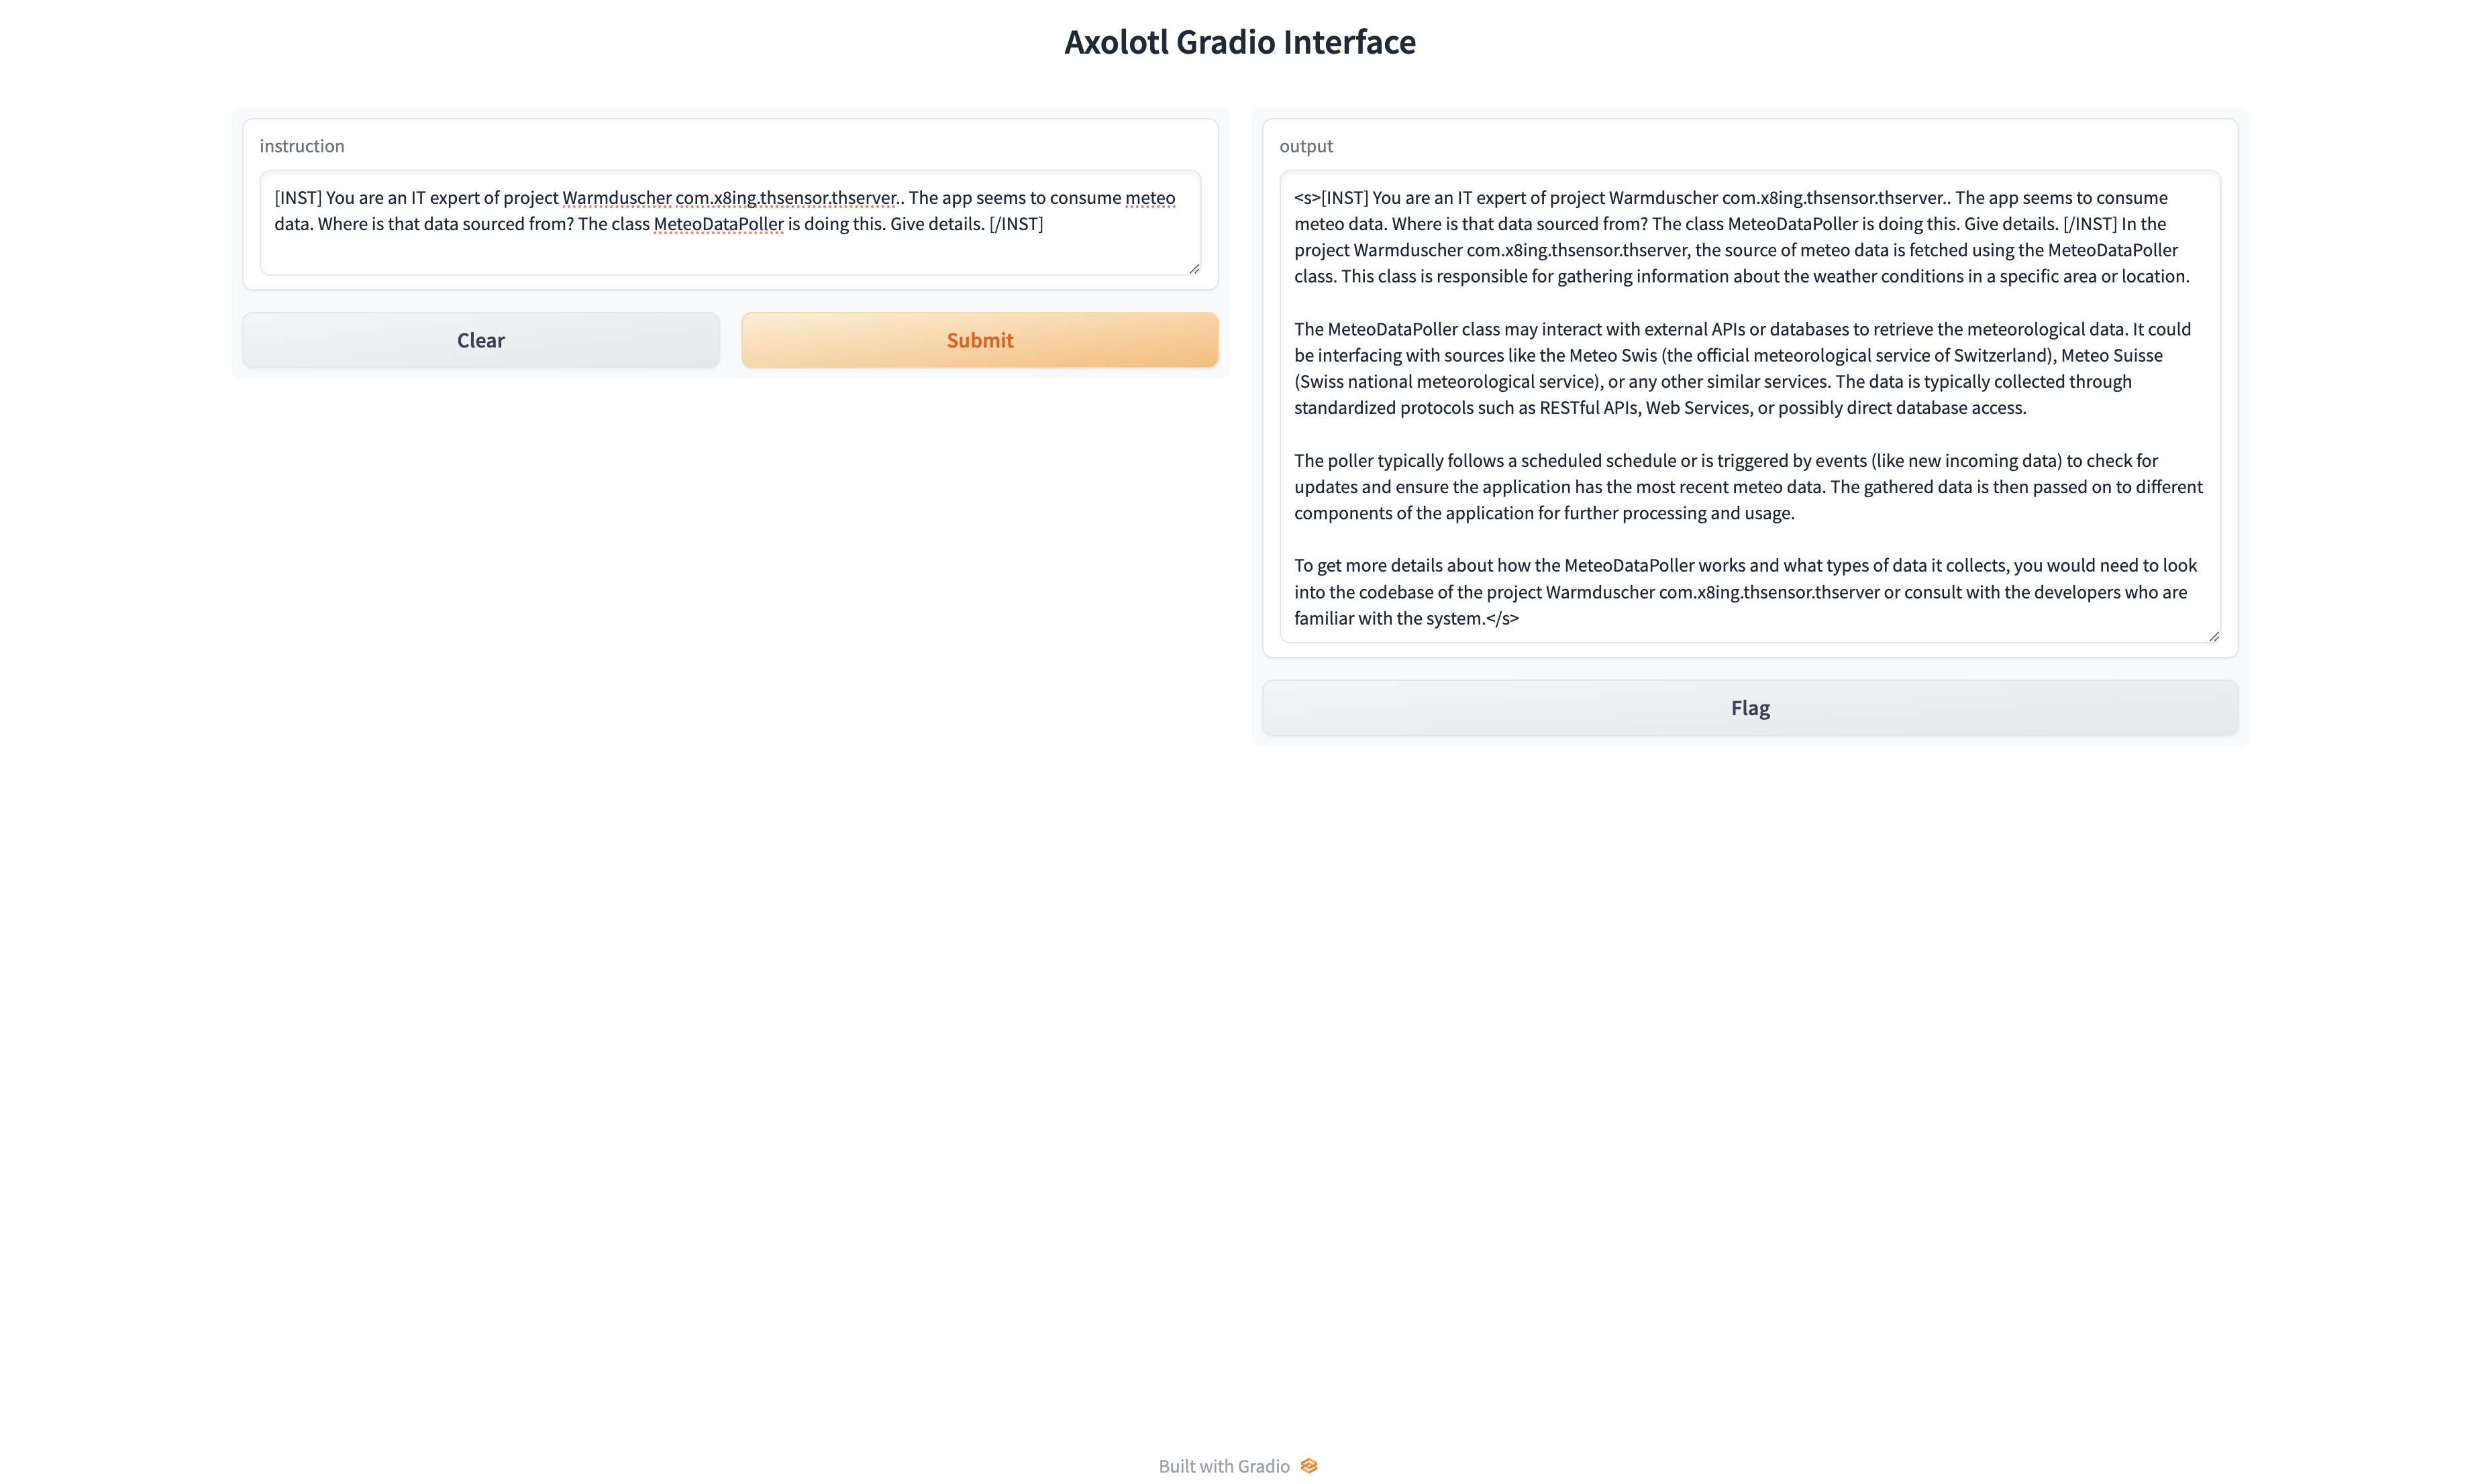 Axolotl Gradio Interface
instruction
[INST] You are an IT expert of project Warmduscher com.x8ing.thsensor.thserver.. The app seems to consume meteo
data. Where is that data sourced from? The class MeteoDataPoller is doing this. Give details. [/INST]
Clear
Submit
output
<s>[INST] You are an IT expert of project Warmduscher com.x8ing.thsensor.thserver.. The app seems to consume
meteo data. Where is that data sourced from? The class MeteoDataPoller is doing this. Give details. [/INST] In the
project Warmduscher com.x8ing.thsensor.thserver, the source of meteo data is fetched using the MeteoDataPoller
class. This class is responsible for gathering information about the weather conditions in a specific area or location.
The MeteoDataPoller class may interact with external APIs or databases to retrieve the meteorological data. It could
be interfacing with sources like the Meteo Swis (the official meteorological service of Switzerland), Meteo Suisse
(Swiss national meteorological service), or any other similar services. The data is typically collected through
standardized protocols such as RESTful APIs, Web Services, or possibly direct database access.
The poller typically follows a scheduled schedule or is triggered by events (like new incoming data) to check for
updates and ensure the application has the most recent meteo data. The gathered data is then passed on to different
components of the application for further processing and usage.
To get more details about how the MeteoDataPoller works and what types of data it collects, you would need to look
into the codebase of the project Warmduscher com.x8ing.thsensor.thserver or consult with the developers who are
familiar with the system.</s>
Flag
Built with Gradio